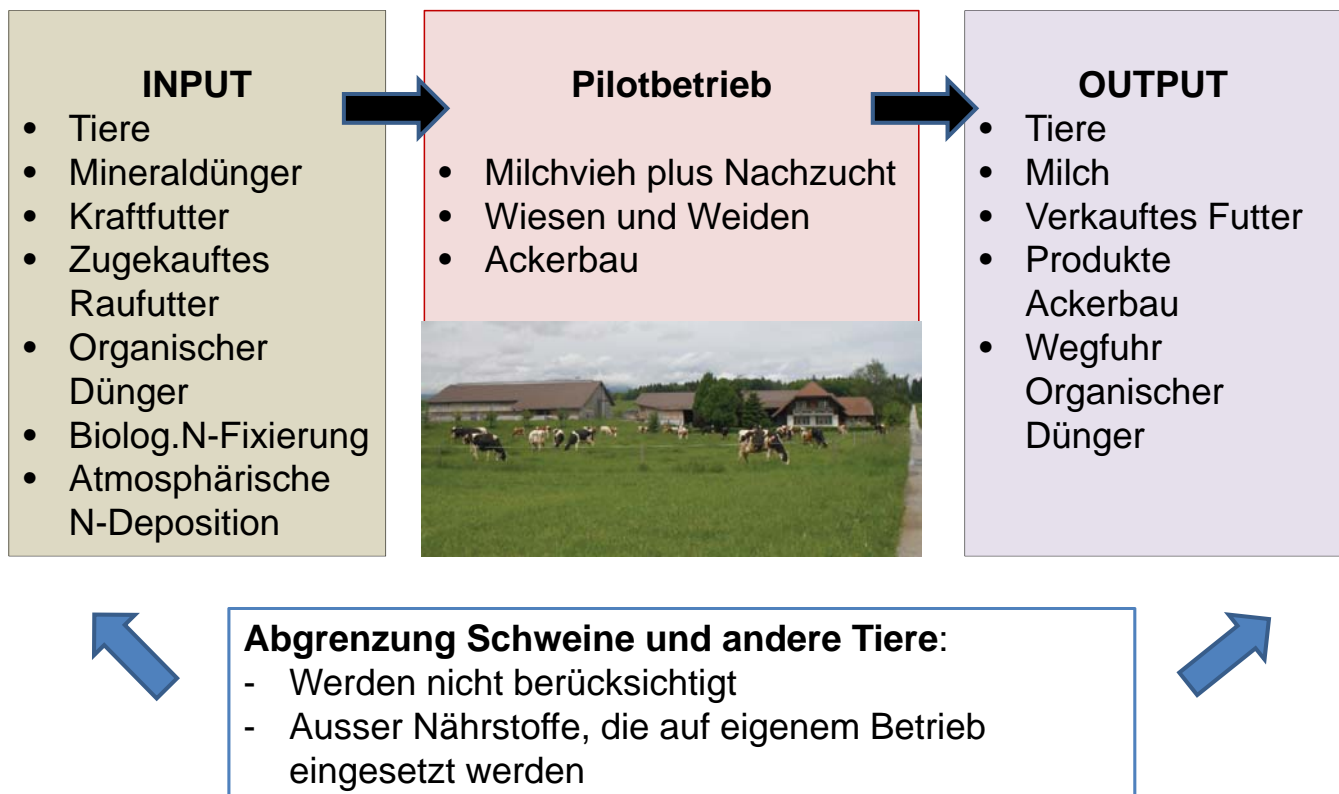 INPUT
• Tiere
• Mineraldünger
• Kraftfutter
• Zugekauftes
Raufutter
• Organischer
Dünger
• Biolog.N-Fixierung
• Atmosphärische
N-Deposition
Pilotbetrieb
• Milchvieh plus Nachzucht
• Wiesen und Weiden
• Ackerbau
OUTPUT
• Tiere
• Milch
• Verkauftes Futter
• Produkte
Ackerbau
• Wegfuhr
Organischer
Dünger
Abgrenzung Schweine und andere Tiere:
- Werden nicht berücksichtigt
- Ausser Nährstoffe, die auf eigenem Betrieb
eingesetzt werden